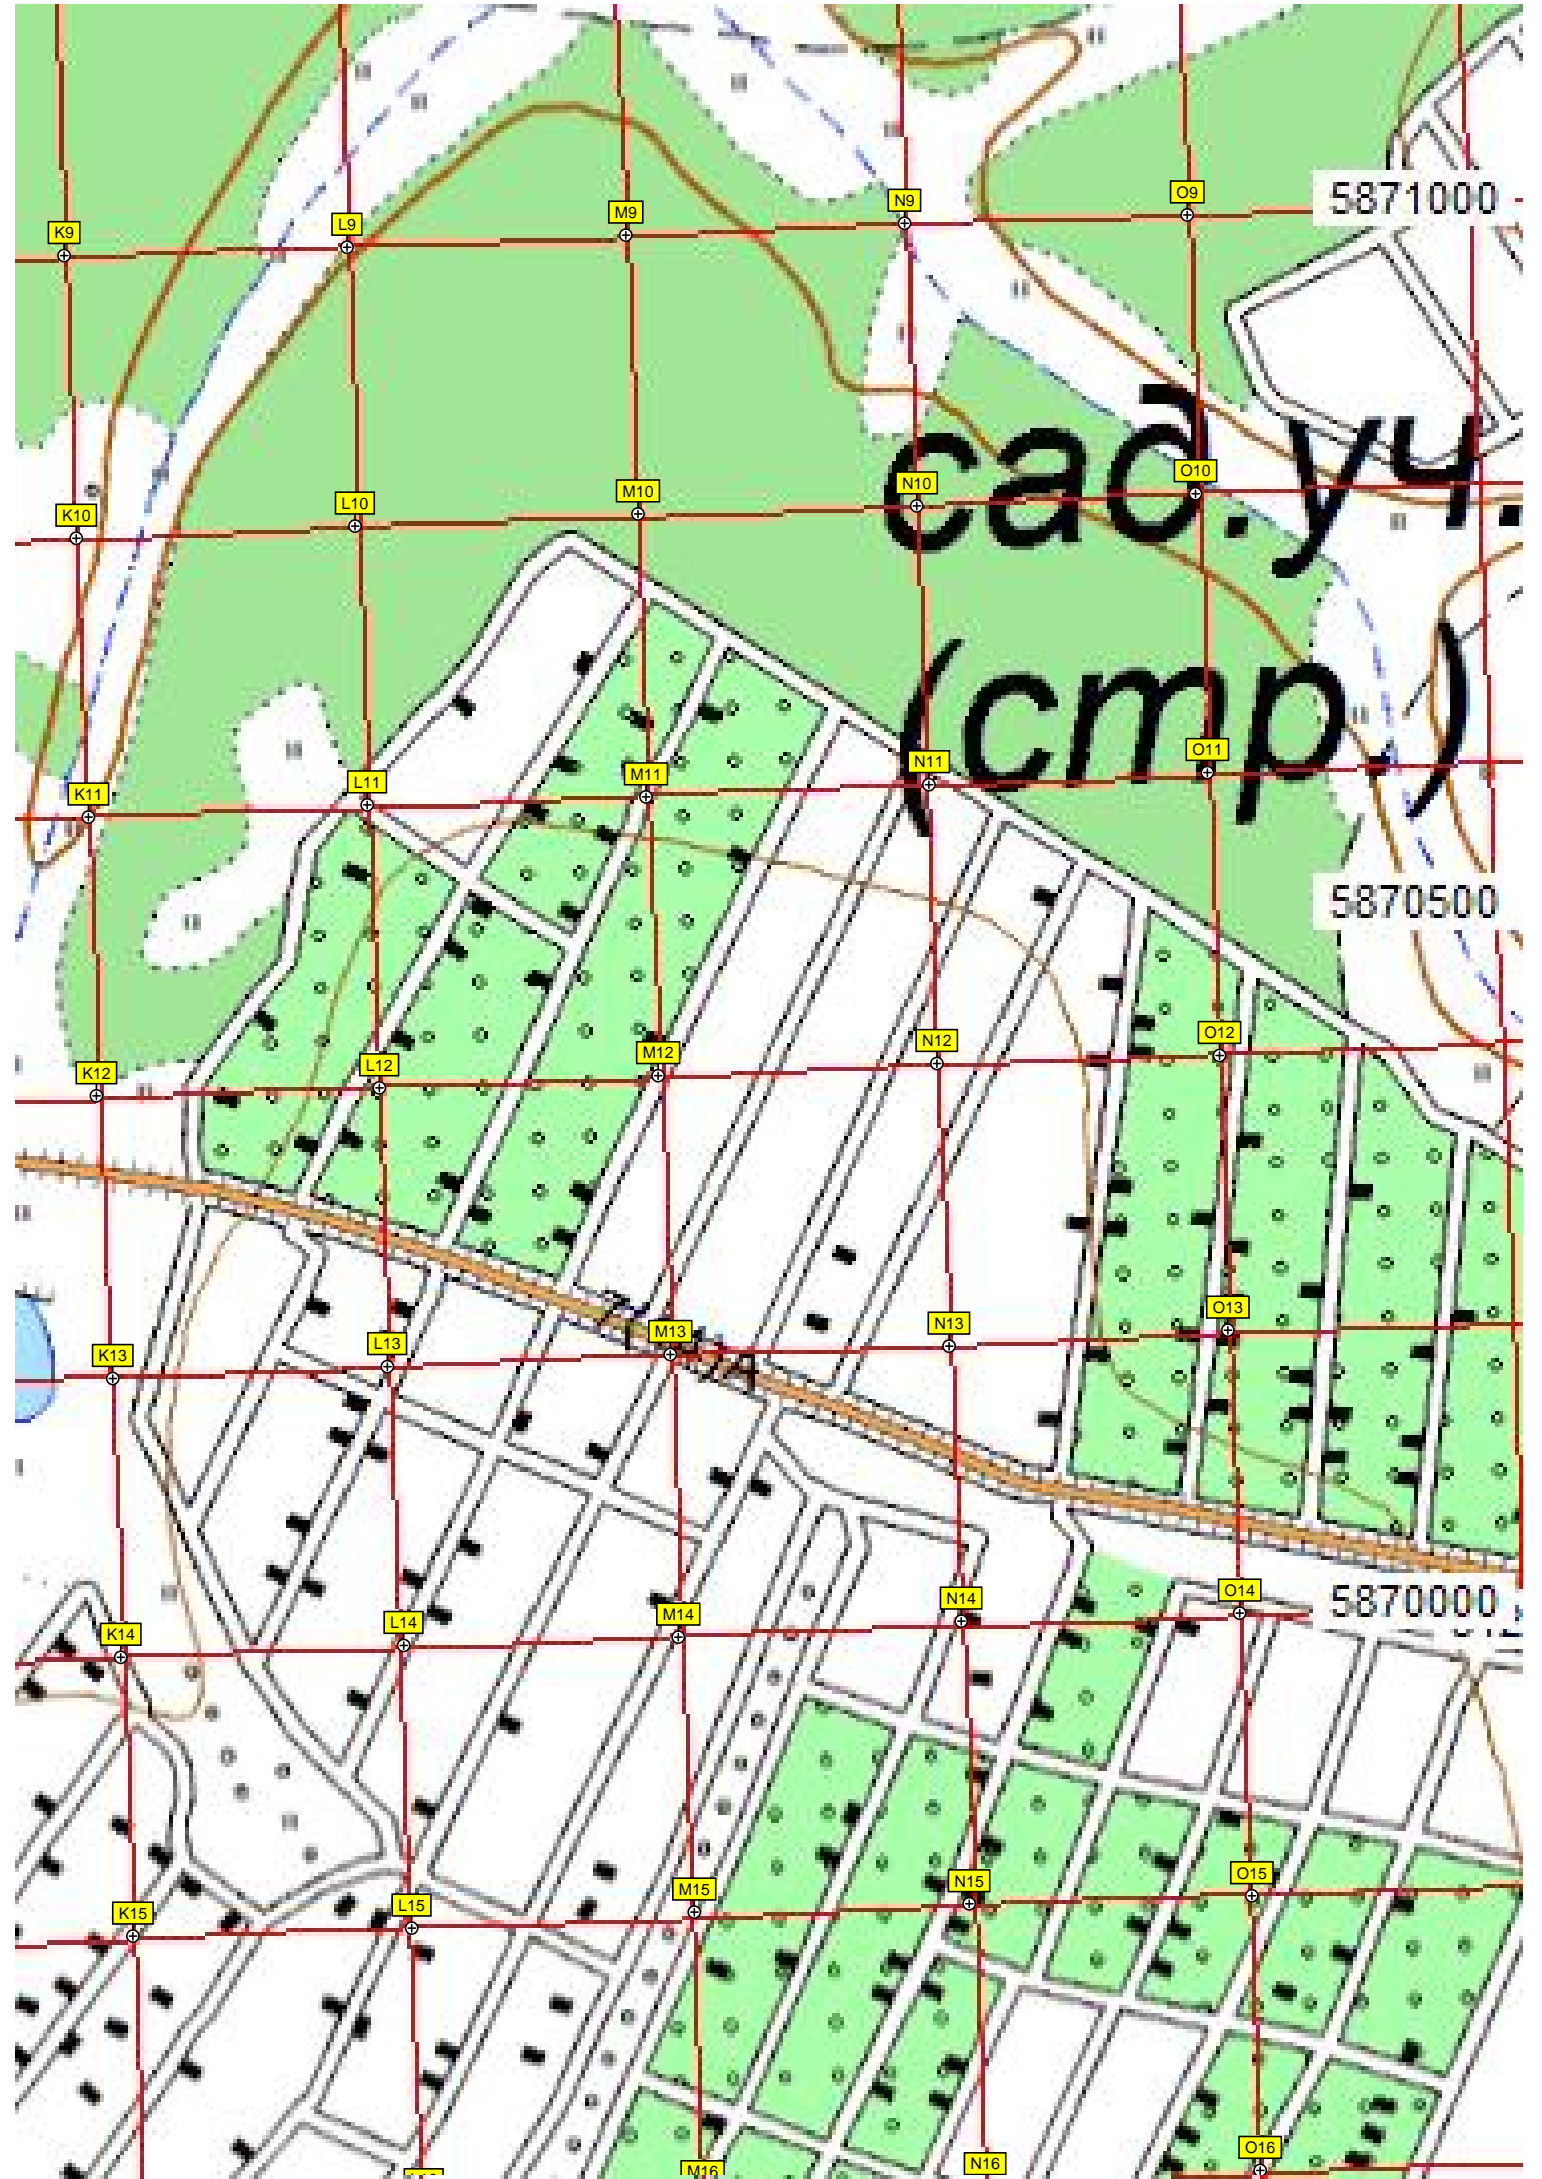 K9 L9 M9 N9 O9 5871000
K10 L10 M10 N10 O10
сад.уч.
(стр)
K11 L11 M11 N11 O11
5870500
K12 L12 M12 N12 O12
K13 L13 M13 N13 O13
5870000
K14 L14 M14 N14 O14
K15 L15 M15 N15 O15
M16 N16 O16